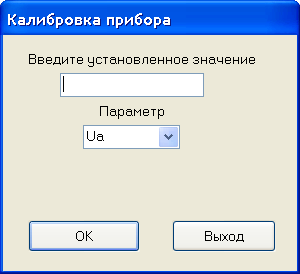 Калибровка прибора
Введите установленное значение
Параметр
Ua
OK
Выход